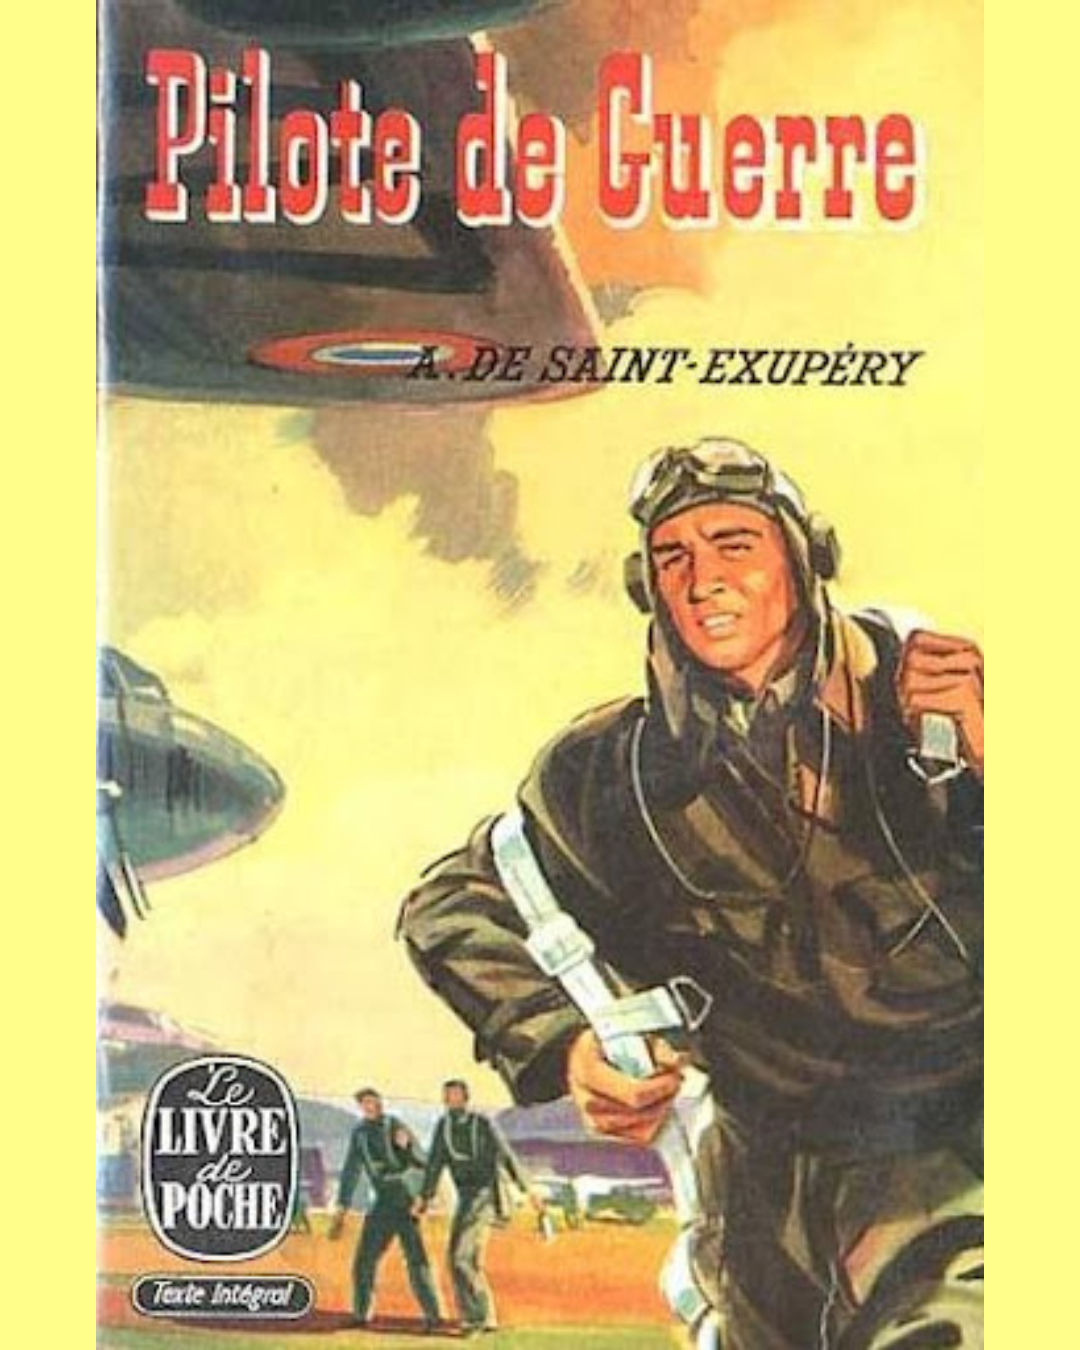 Pilote de Guerre
A. DE SAINT-EXUPÉRY
Le
LIVRE
de
POCHE
Texte Intégral